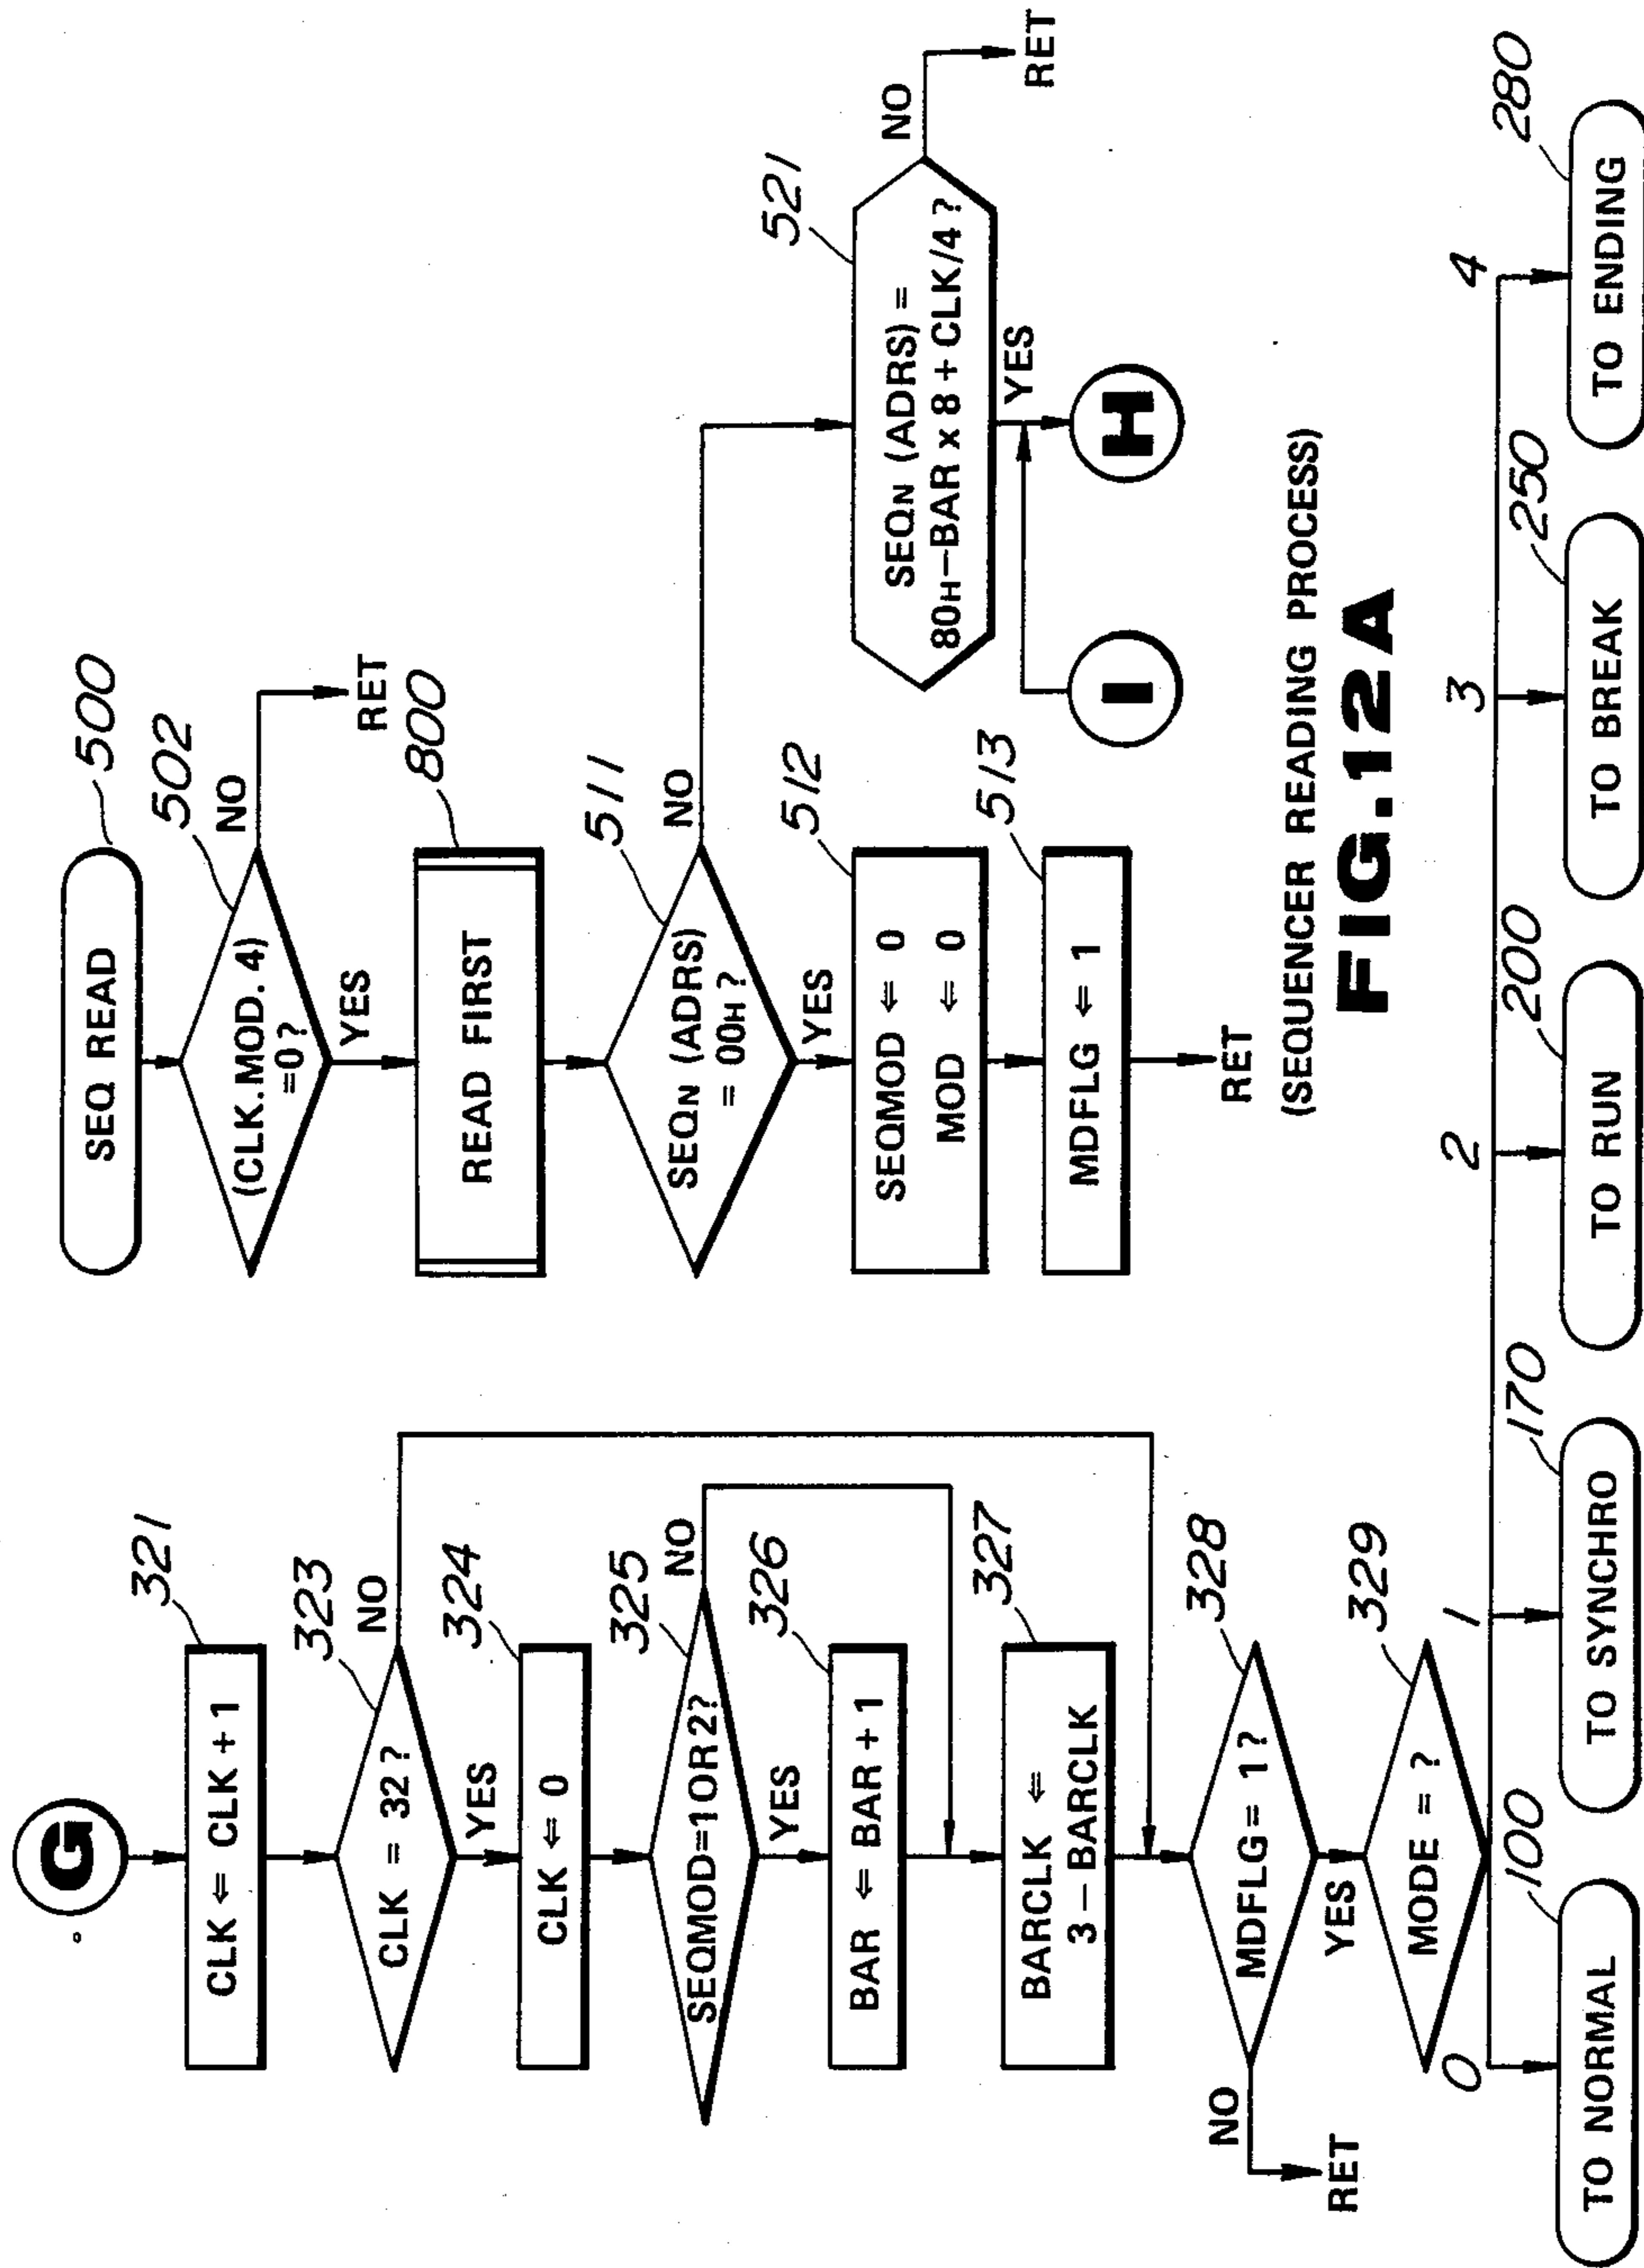 G
321
CLK ⇐ CLK + 1
323
CLK = 32?
NO
YES
324
CLK ⇐ 0
325
SEQMOD=1OR2?
NO
YES
326
BAR ⇐ BAR + 1
327
BARCLK ⇐
3 − BARCLK
328
MDFLG = 1?
NO
RET
YES
329
MODE = ?
0
1
2
3
4
100
TO NORMAL
170
TO SYNCHRO
200
TO RUN
250
TO BREAK
280
TO ENDING
500
SEQ READ
502
(CLK.MOD.4)
=0?
NO
RET
YES
800
READ FIRST
511
SEQN (ADRS)
= 00H?
NO
YES
512
SEQMOD ⇐ 0
MOD ⇐ 0
513
MDFLG ⇐ 1
RET
521
SEQN (ADRS) =
80H−BAR x 8 + CLK/4?
NO
RET
YES
I
H
(SEQUENCER READING PROCESS)
FIG.12A